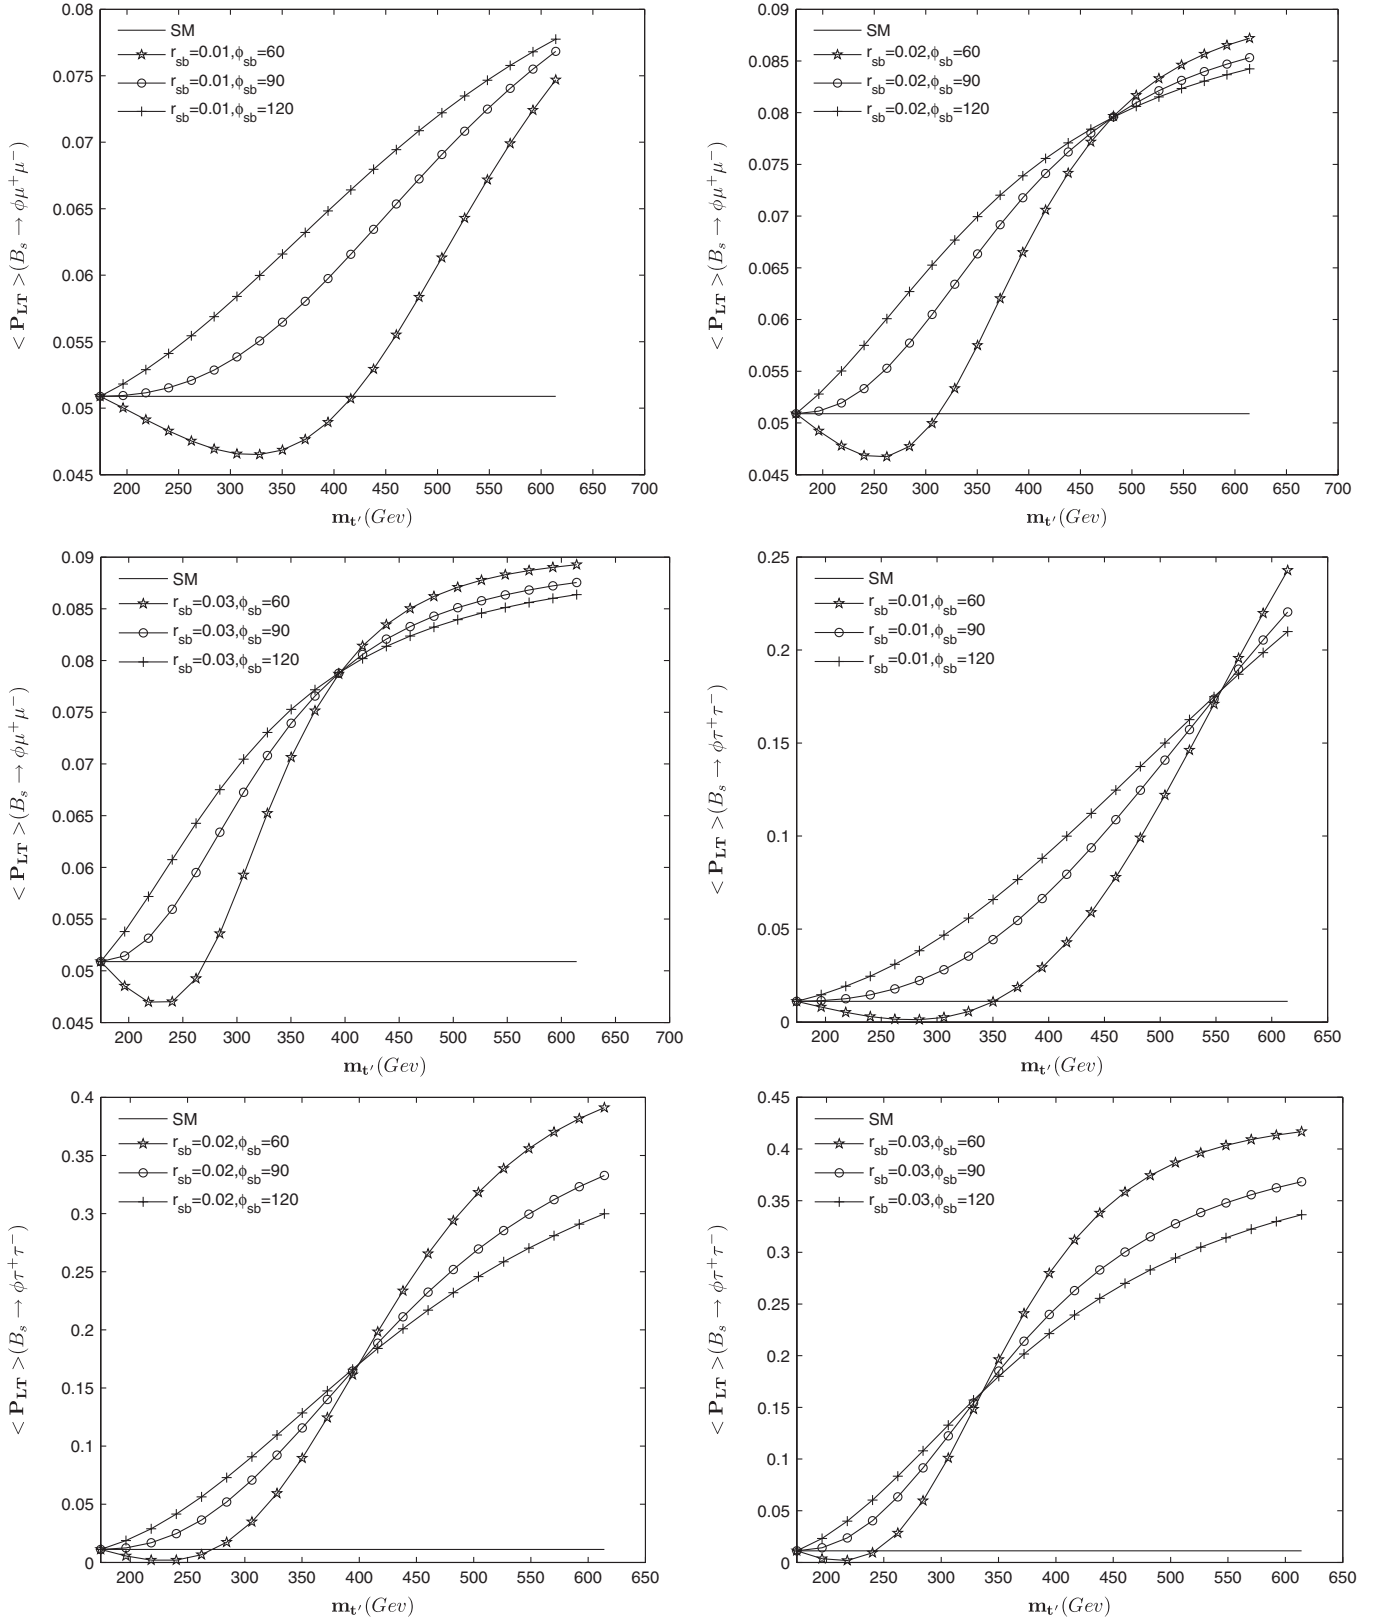 < P_LT >(B_s → ϕμ⁺μ⁻)
0.08
0.075
0.07
0.065
0.06
0.055
0.05
0.045
SM
r_sb=0.01,ϕ_sb=60
r_sb=0.01,ϕ_sb=90
r_sb=0.01,ϕ_sb=120
200 250 300 350 400 450 500 550 600 650 700
m_t′(Gev)
< P_LT >(B_s → ϕμ⁺μ⁻)
0.09
0.085
0.08
0.075
0.07
0.065
0.06
0.055
0.05
0.045
SM
r_sb=0.02,ϕ_sb=60
r_sb=0.02,ϕ_sb=90
r_sb=0.02,ϕ_sb=120
200 250 300 350 400 450 500 550 600 650 700
m_t′(Gev)
< P_LT >(B_s → ϕμ⁺μ⁻)
0.09
0.085
0.08
0.075
0.07
0.065
0.06
0.055
0.05
0.045
SM
r_sb=0.03,ϕ_sb=60
r_sb=0.03,ϕ_sb=90
r_sb=0.03,ϕ_sb=120
200 250 300 350 400 450 500 550 600 650 700
m_t′(Gev)
< P_LT >(B_s → ϕτ⁺τ⁻)
0.25
0.2
0.15
0.1
0.05
0
SM
r_sb=0.01,ϕ_sb=60
r_sb=0.01,ϕ_sb=90
r_sb=0.01,ϕ_sb=120
200 250 300 350 400 450 500 550 600 650
m_t′(Gev)
< P_LT >(B_s → ϕτ⁺τ⁻)
0.4
0.35
0.3
0.25
0.2
0.15
0.1
0.05
0
SM
r_sb=0.02,ϕ_sb=60
r_sb=0.02,ϕ_sb=90
r_sb=0.02,ϕ_sb=120
200 250 300 350 400 450 500 550 600 650
m_t′(Gev)
< P_LT >(B_s → ϕτ⁺τ⁻)
0.45
0.4
0.35
0.3
0.25
0.2
0.15
0.1
0.05
0
SM
r_sb=0.03,ϕ_sb=60
r_sb=0.03,ϕ_sb=90
r_sb=0.03,ϕ_sb=120
200 250 300 350 400 450 500 550 600 650
m_t′(Gev)